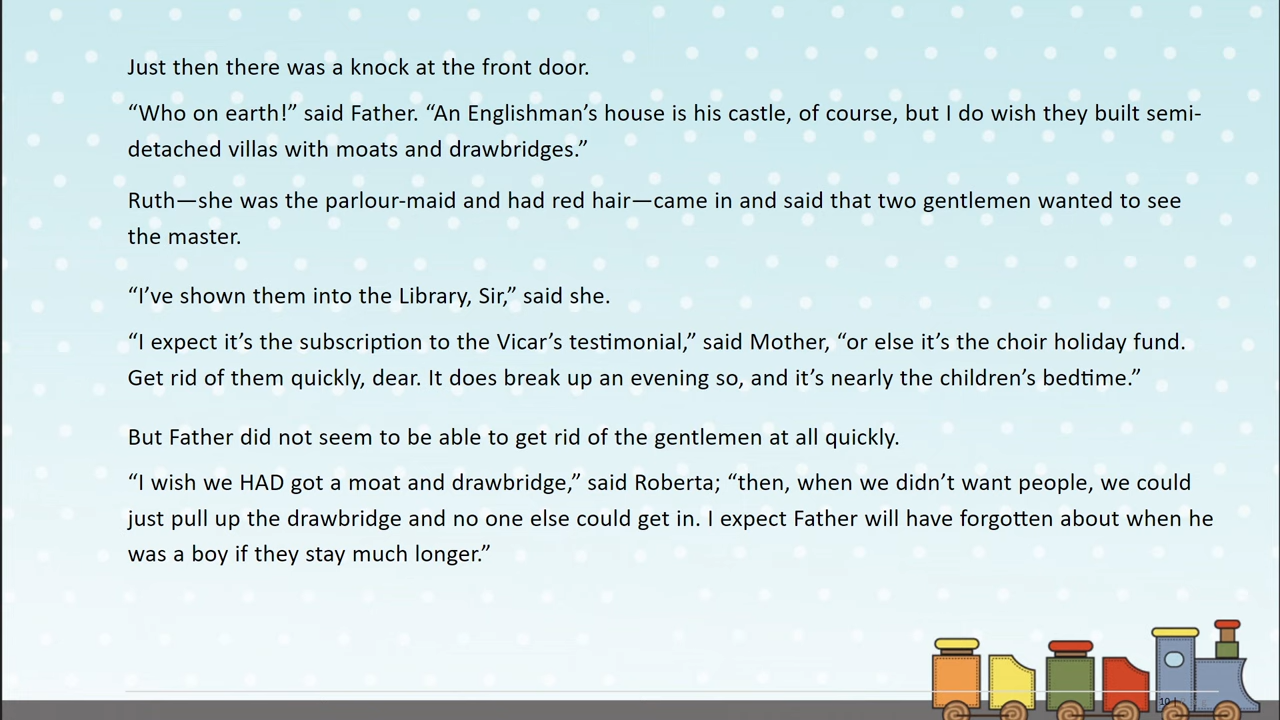 Just then there was a knock at the front door.
“Who on earth!” said Father. “An Englishman’s house is his castle, of course, but I do wish they built semi-
detached villas with moats and drawbridges.”
Ruth—she was the parlour-maid and had red hair—came in and said that two gentlemen wanted to see
the master.
“I’ve shown them into the Library, Sir,” said she.
“I expect it’s the subscription to the Vicar’s testimonial,” said Mother, “or else it’s the choir holiday fund.
Get rid of them quickly, dear. It does break up an evening so, and it’s nearly the children’s bedtime.”
But Father did not seem to be able to get rid of the gentlemen at all quickly.
“I wish we HAD got a moat and drawbridge,” said Roberta; “then, when we didn’t want people, we could
just pull up the drawbridge and no one else could get in. I expect Father will have forgotten about when he
was a boy if they stay much longer.”